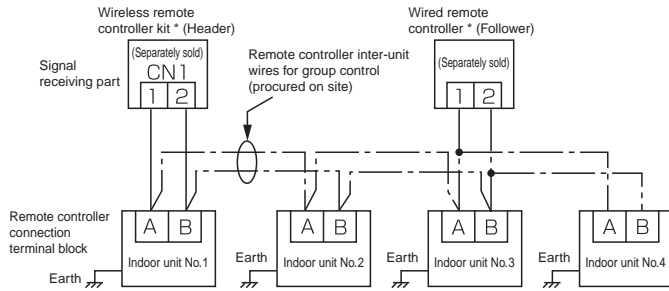 Wireless remote
controller kit * (Header)
Wired remote
controller * (Follower)
(Separately sold)
CN1
1 2
Signal
receiving part
Remote controller inter-unit
wires for group control
(procured on site)
(Separately sold)
1 2
Remote controller
connection
terminal block
A B
A B
A B
A B
Indoor unit No.1
Indoor unit No.2
Indoor unit No.3
Indoor unit No.4
Earth
Earth
Earth
Earth